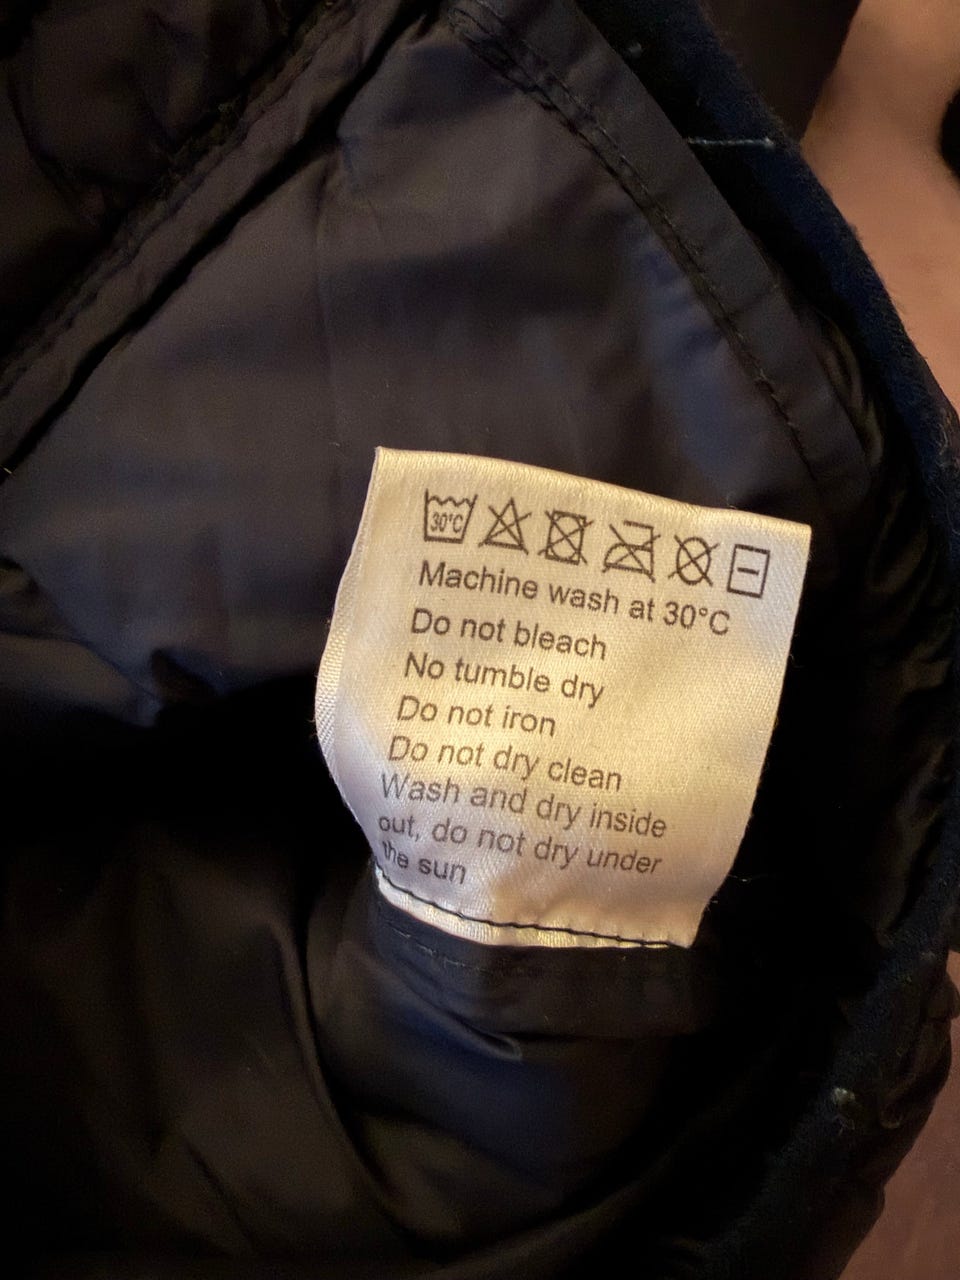 30°C
Machine wash at 30°C
Do not bleach
No tumble dry
Do not iron
Do not dry clean
Wash and dry inside
out, do not dry under
the sun